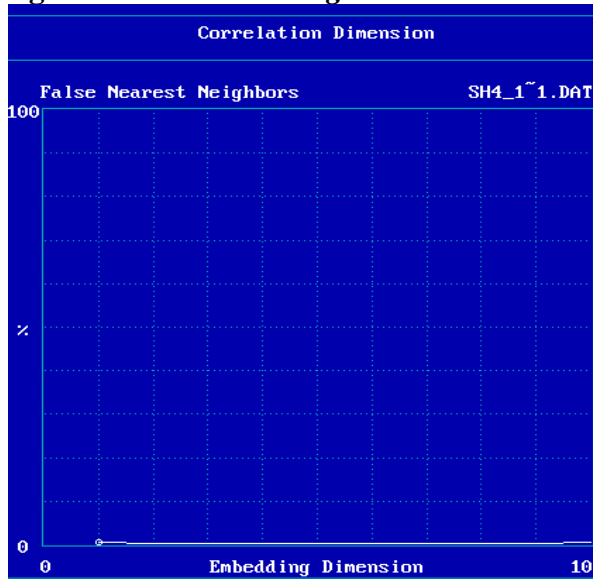 Correlation Dimension
False Nearest Neighbors SH4_1~1.DAT
100
%
0
0 Embedding Dimension 10